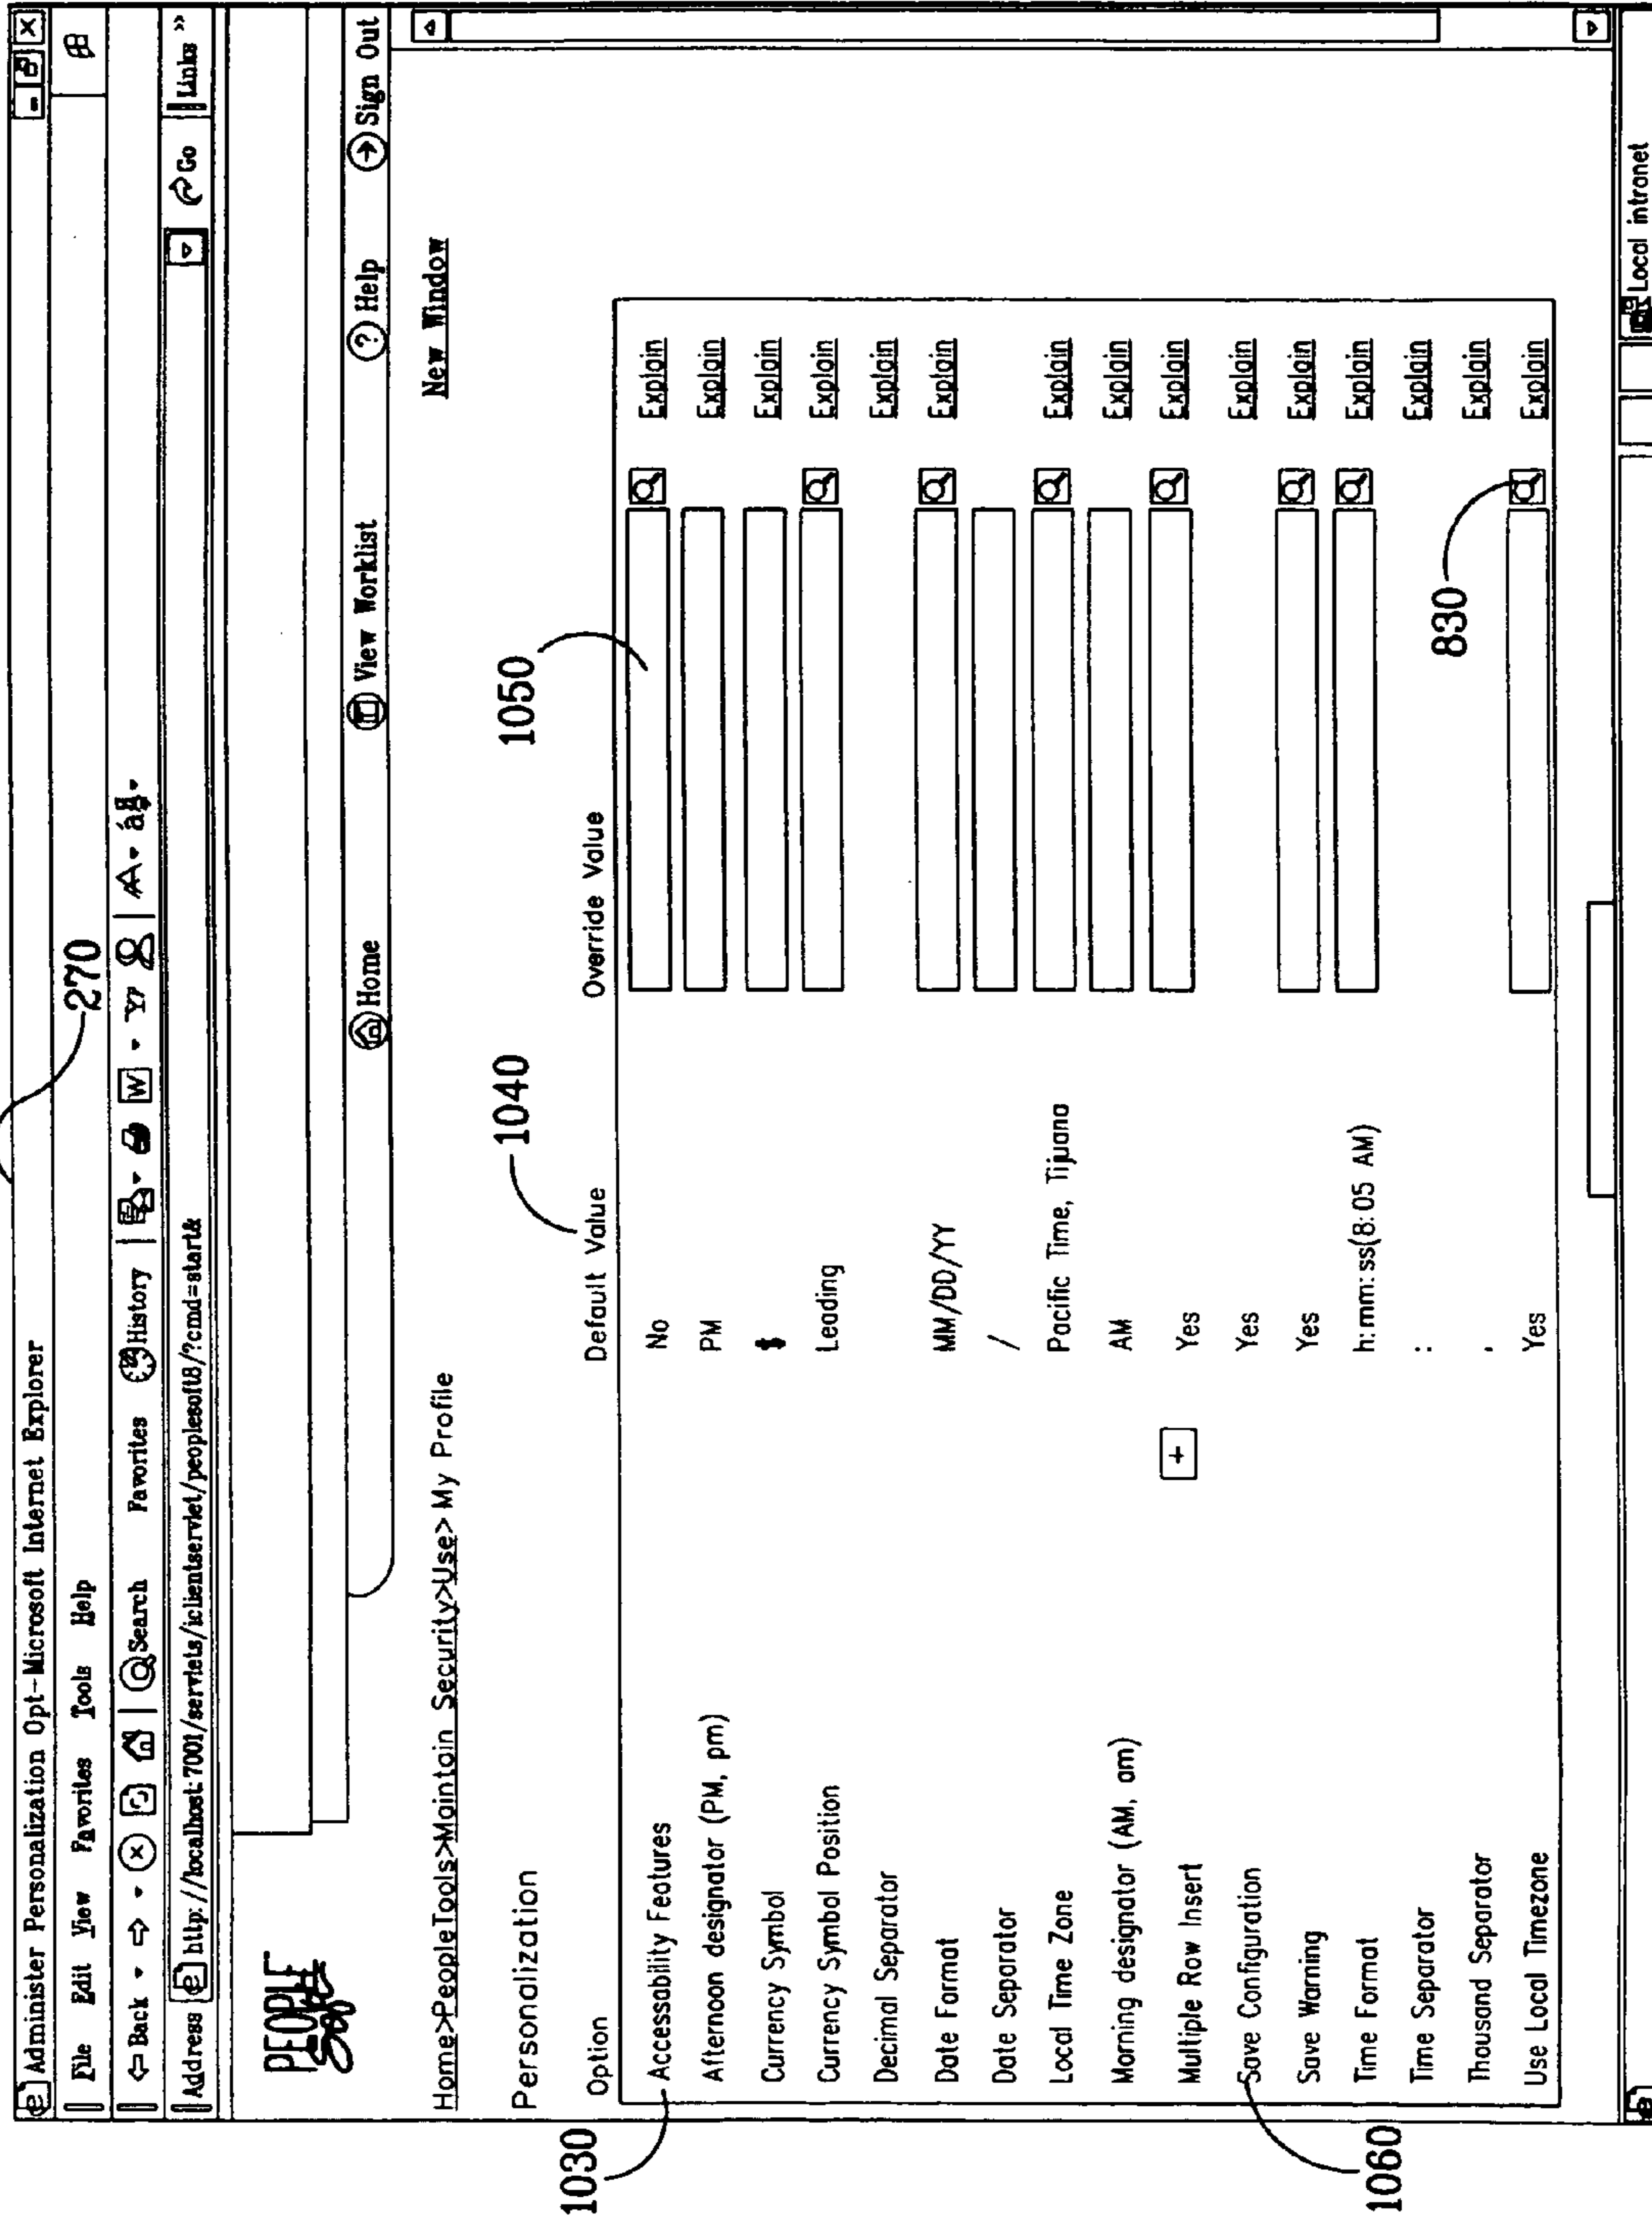 270
Administer Personalization Opt-Microsoft Internet Explorer
File Edit View Favorites Tools Help
Back Search Favorites History W A
Address http://localhost:7001/servlets/iclientservlet/peoplesoft8/?cmd=start& Go Links »
PEOPLE
Home View Worklist ? Help Sign Out
Home>PeopleTools>Maintain Security>Use> My Profile New Window
Personalization
1040 1050
1030
Option Default Value Override Value
Accessability Features No Explain
Afternoon designator (PM, pm) PM Explain
Currency Symbol $ Explain
Currency Symbol Position Leading Explain
Decimal Separator Explain
Date Format MM/DD/YY Explain
Date Separator /
Local Time Zone Pacific Time, Tijuana Explain
Morning designator (AM, am) AM Explain
Multiple Row Insert + Yes Explain
Save Configuration Yes Explain
Save Warning Yes Explain
Time Format h:mm:ss(8:05 AM) Explain
Time Separator : Explain
Thousand Separator , Explain
Use Local Timezone Yes Explain
1060
830
Local intranet